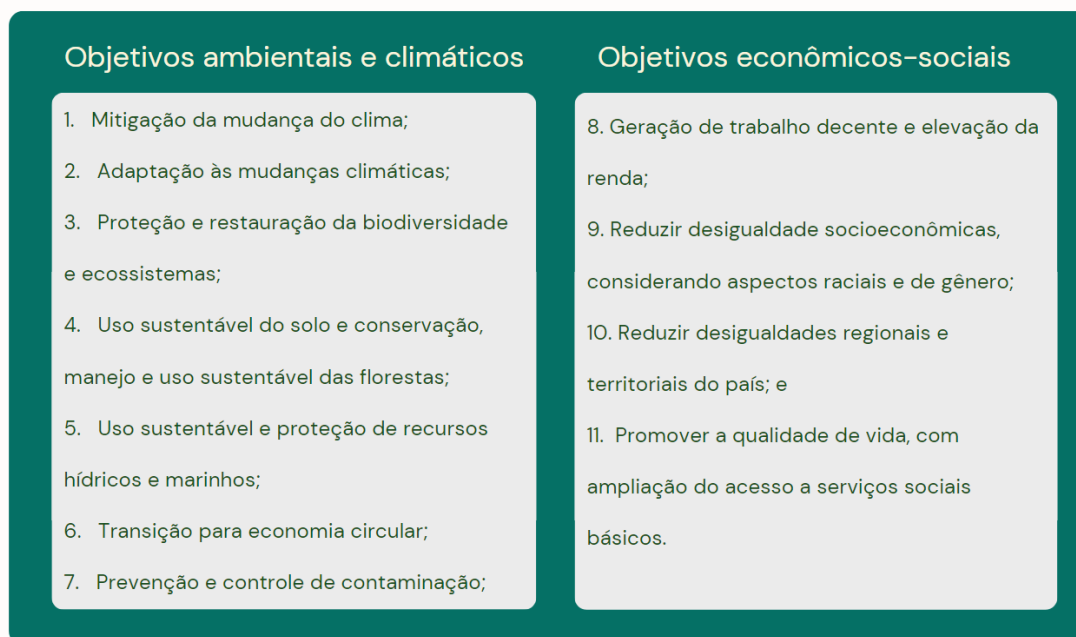 Objetivos ambientais e climáticos
1. Mitigação da mudança do clima;
2. Adaptação às mudanças climáticas;
3. Proteção e restauração da biodiversidade
e ecossistemas;
4. Uso sustentável do solo e conservação,
manejo e uso sustentável das florestas;
5. Uso sustentável e proteção de recursos
hídricos e marinhos;
6. Transição para economia circular;
7. Prevenção e controle de contaminação;
Objetivos econômicos-sociais
8. Geração de trabalho decente e elevação da
renda;
9. Reduzir desigualdade socioeconômicas,
considerando aspectos raciais e de gênero;
10. Reduzir desigualdades regionais e
territoriais do país; e
11. Promover a qualidade de vida, com
ampliação do acesso a serviços sociais
básicos.